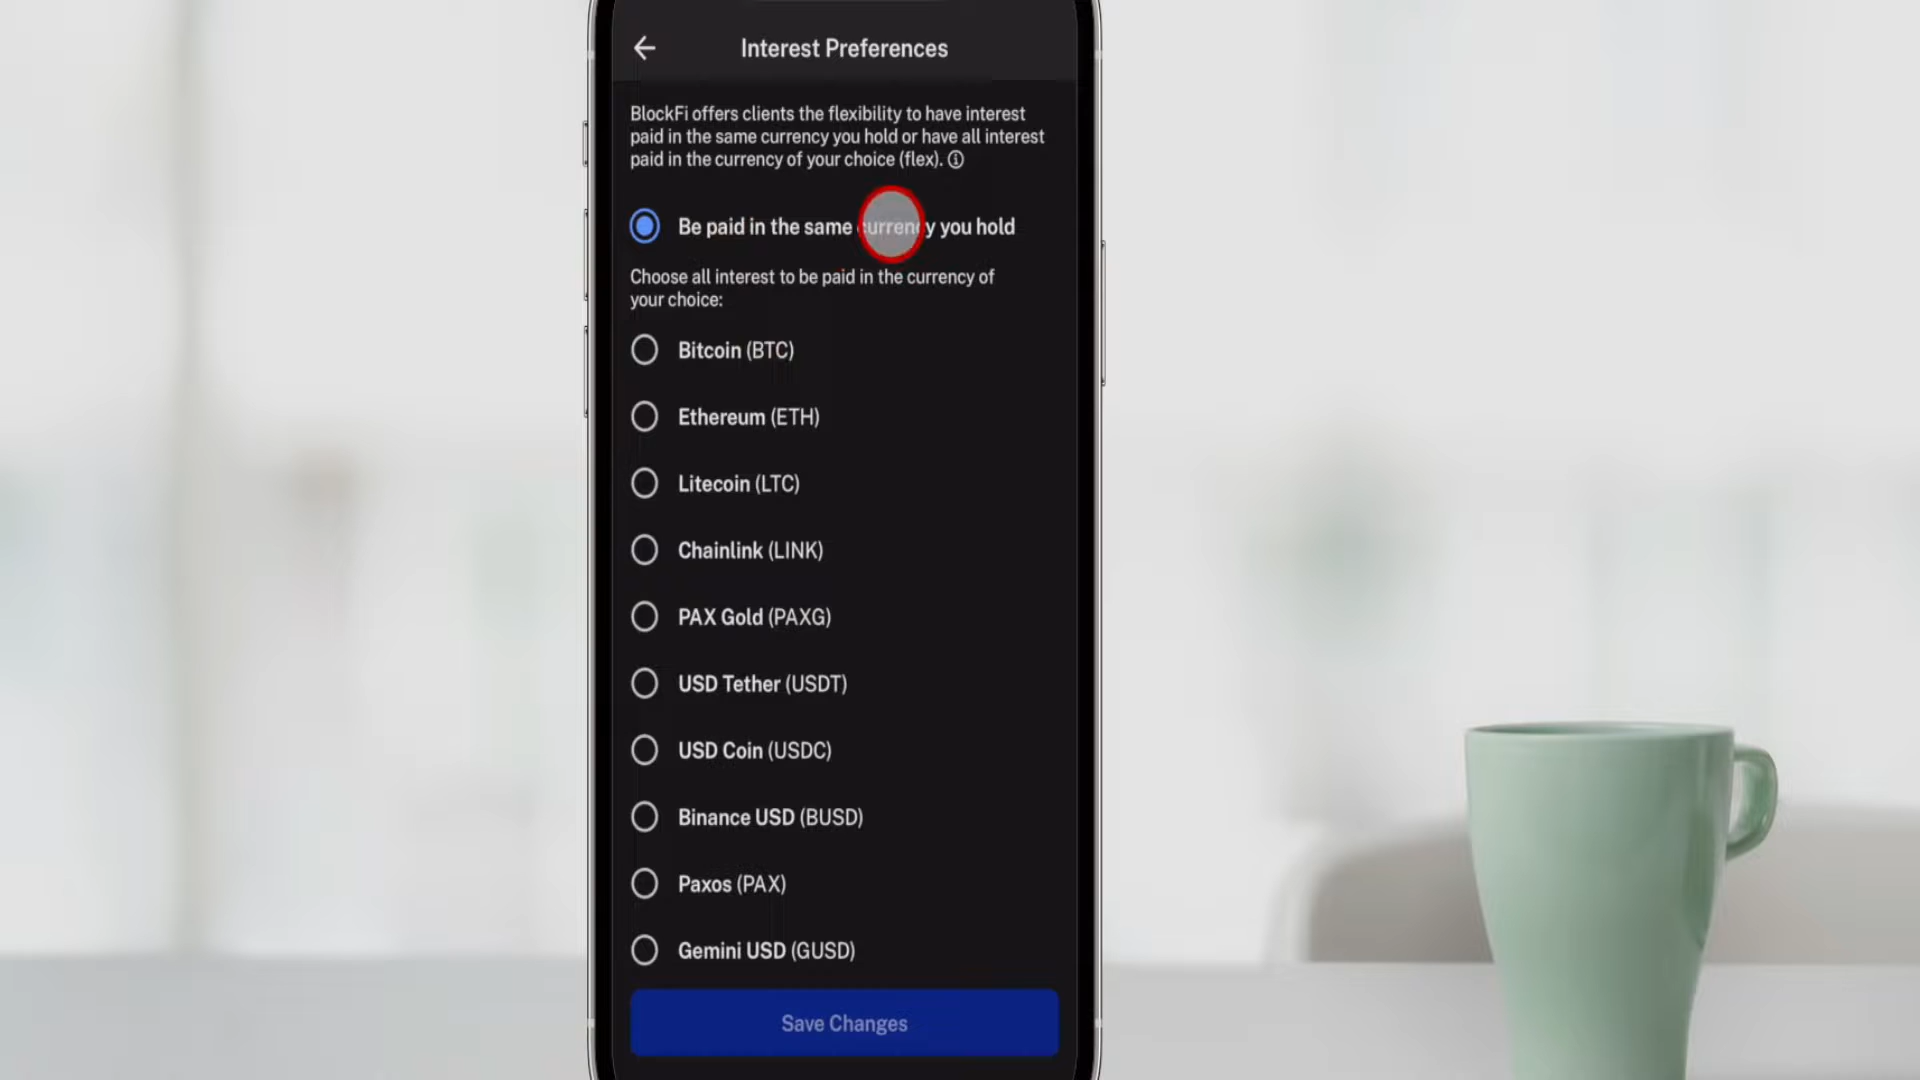 Interest Preferences
BlockFi offers clients the flexibility to have interest
paid in the same currency you hold or have all interest
paid in the currency of your choice (flex).
Be paid in the same currency you hold
Choose all interest to be paid in the currency of
your choice:
Bitcoin (BTC)
Ethereum (ETH)
Litecoin (LTC)
Chainlink (LINK)
PAX Gold (PAXG)
USD Tether (USDT)
USD Coin (USDC)
Binance USD (BUSD)
Paxos (PAX)
Gemini USD (GUSD)
Save Changes